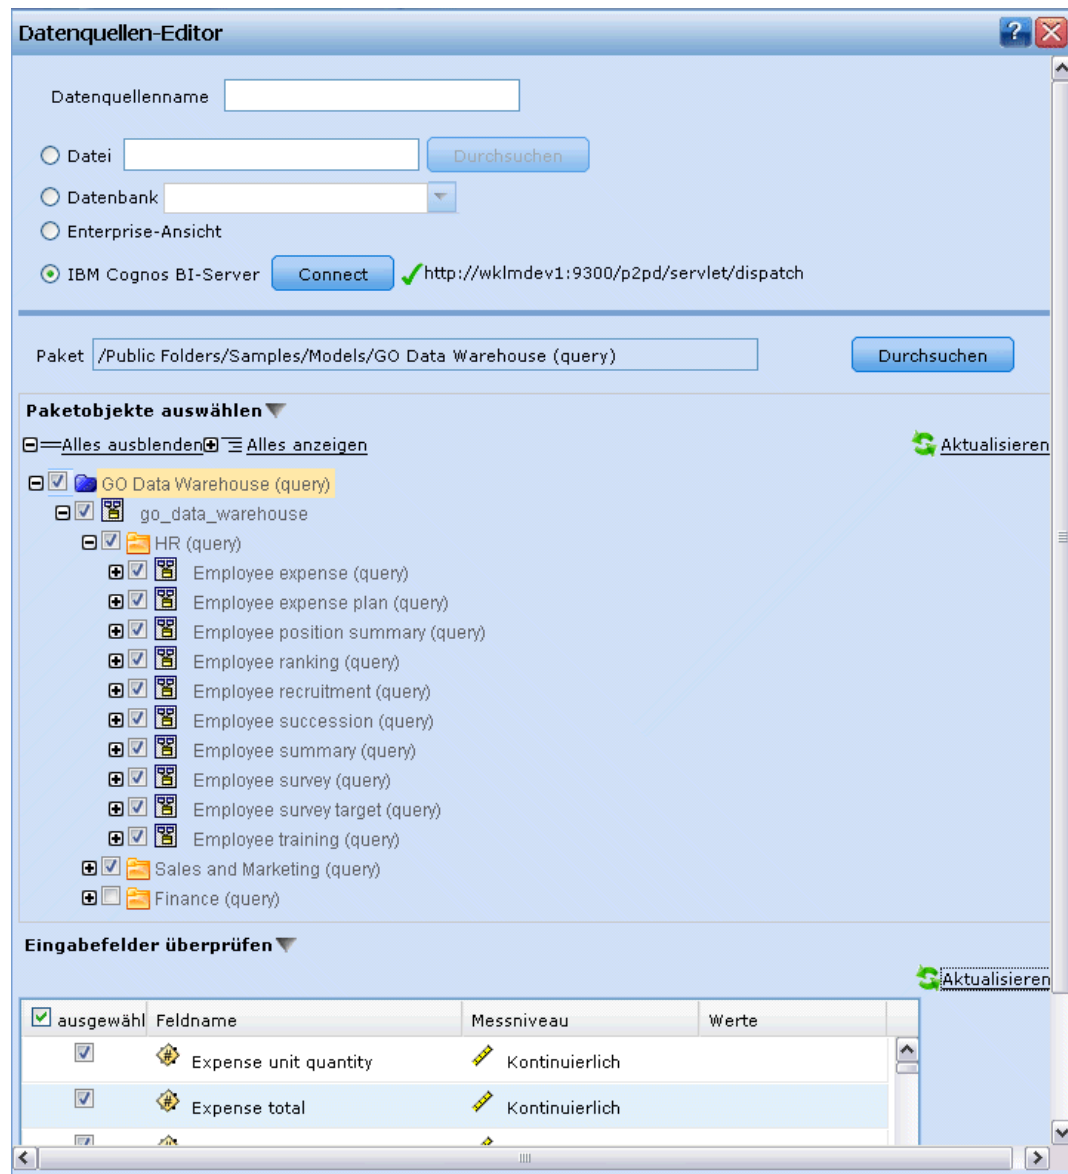 Datenquellen-Editor
?
Datenquellenname
Datei Durchsuchen
Datenbank
Enterprise-Ansicht
IBM Cognos BI-Server Connect http://wklmdev1:9300/p2pd/servlet/dispatch
Paket /Public Folders/Samples/Models/GO Data Warehouse (query) Durchsuchen
Paketobjekte auswählen
Alles ausblenden Alles anzeigen Aktualisieren
GO Data Warehouse (query)
go_data_warehouse
HR (query)
Employee expense (query)
Employee expense plan (query)
Employee position summary (query)
Employee ranking (query)
Employee recruitment (query)
Employee succession (query)
Employee summary (query)
Employee survey (query)
Employee survey target (query)
Employee training (query)
Sales and Marketing (query)
Finance (query)
Eingabefelder überprüfen
Aktualisieren
ausgewähl Feldname Messniveau Werte
# Expense unit quantity Kontinuierlich
# Expense total Kontinuierlich